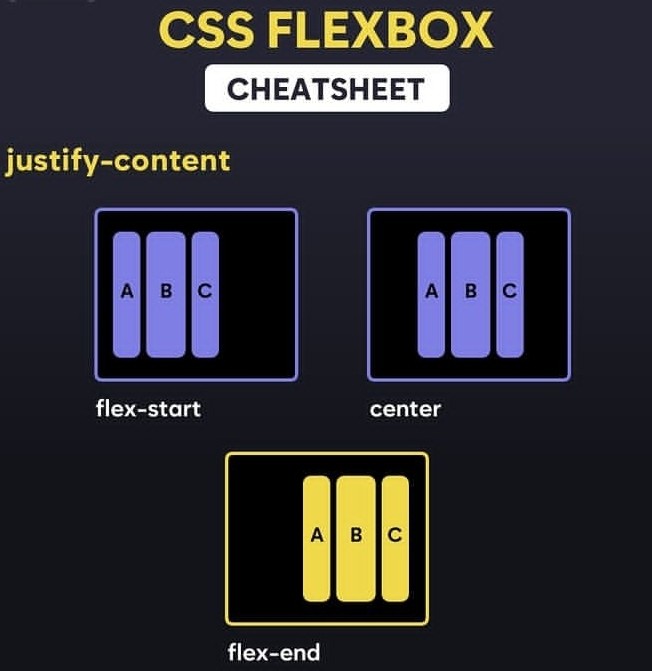 CSS FLEXBOX
CHEATSHEET
justify-content
A B C
A B C
flex-start
center
A B C
flex-end